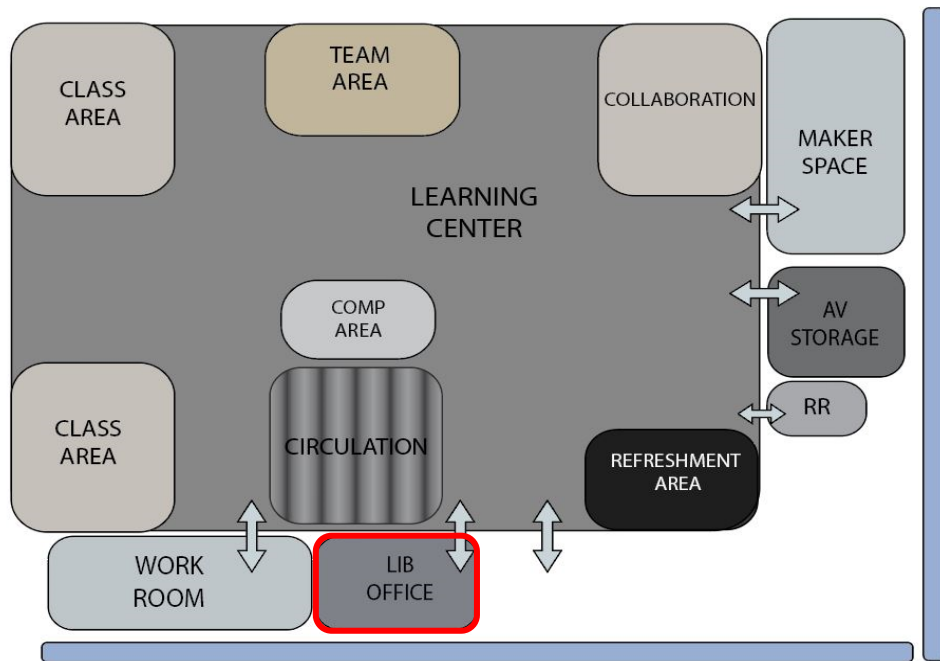 CLASS
AREA
TEAM
AREA
COLLABORATION
MAKER
SPACE
LEARNING
CENTER
COMP
AREA
AV
STORAGE
RR
CLASS
AREA
CIRCULATION
REFRESHMENT
AREA
WORK
ROOM
LIB
OFFICE